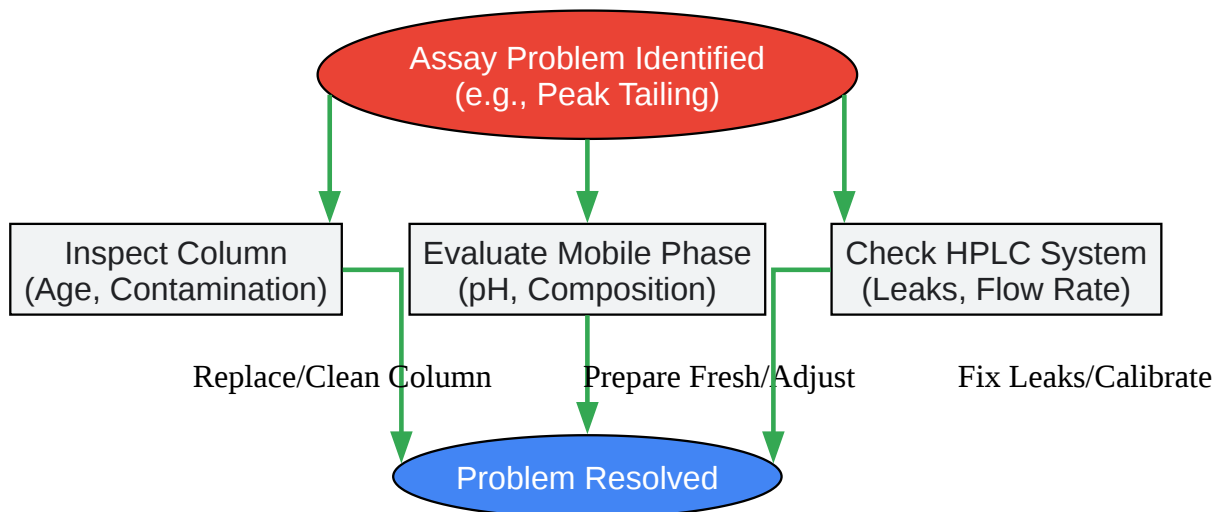 Assay Problem Identified
(e.g., Peak Tailing)
Inspect Column
(Age, Contamination)
Evaluate Mobile Phase
(pH, Composition)
Check HPLC System
(Leaks, Flow Rate)
Replace/Clean Column
Prepare Fresh/Adjust
Fix Leaks/Calibrate
Problem Resolved